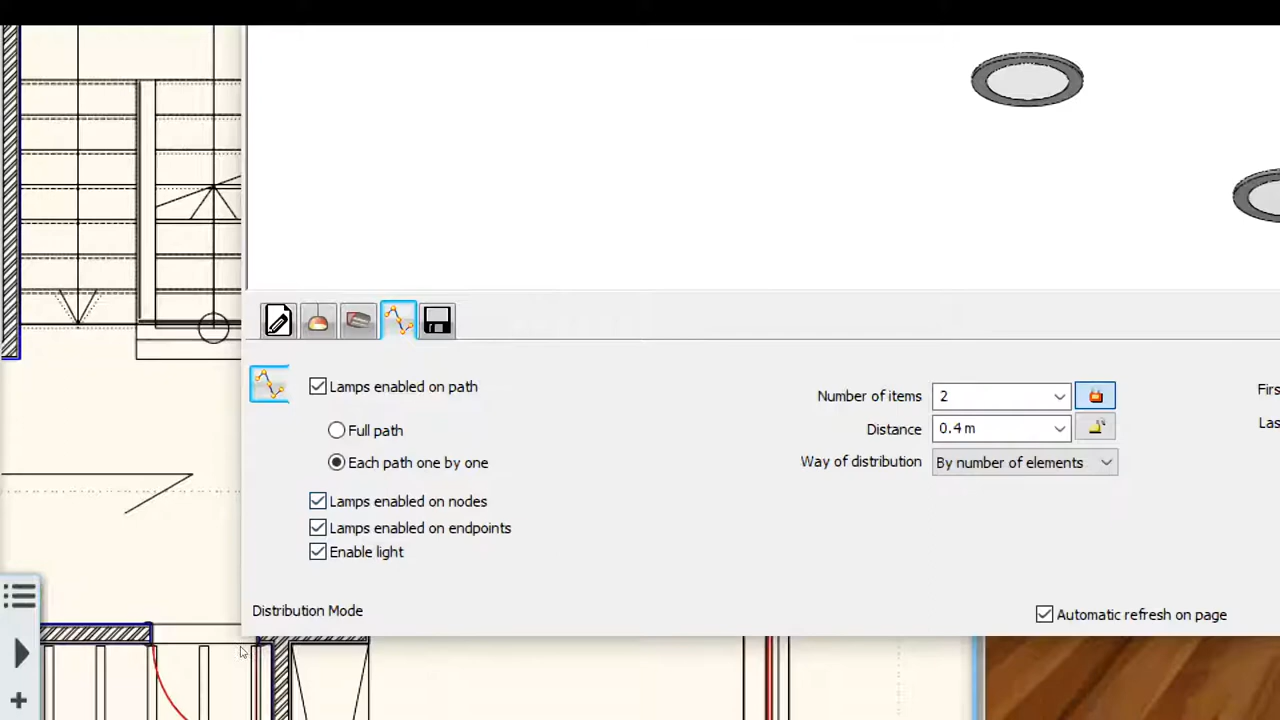 Lamps enabled on path
Full path
Each path one by one
Lamps enabled on nodes
Lamps enabled on endpoints
Enable light
Number of items 2
Distance 0.4 m
Way of distribution By number of elements
Firs
Las
Distribution Mode
Automatic refresh on page